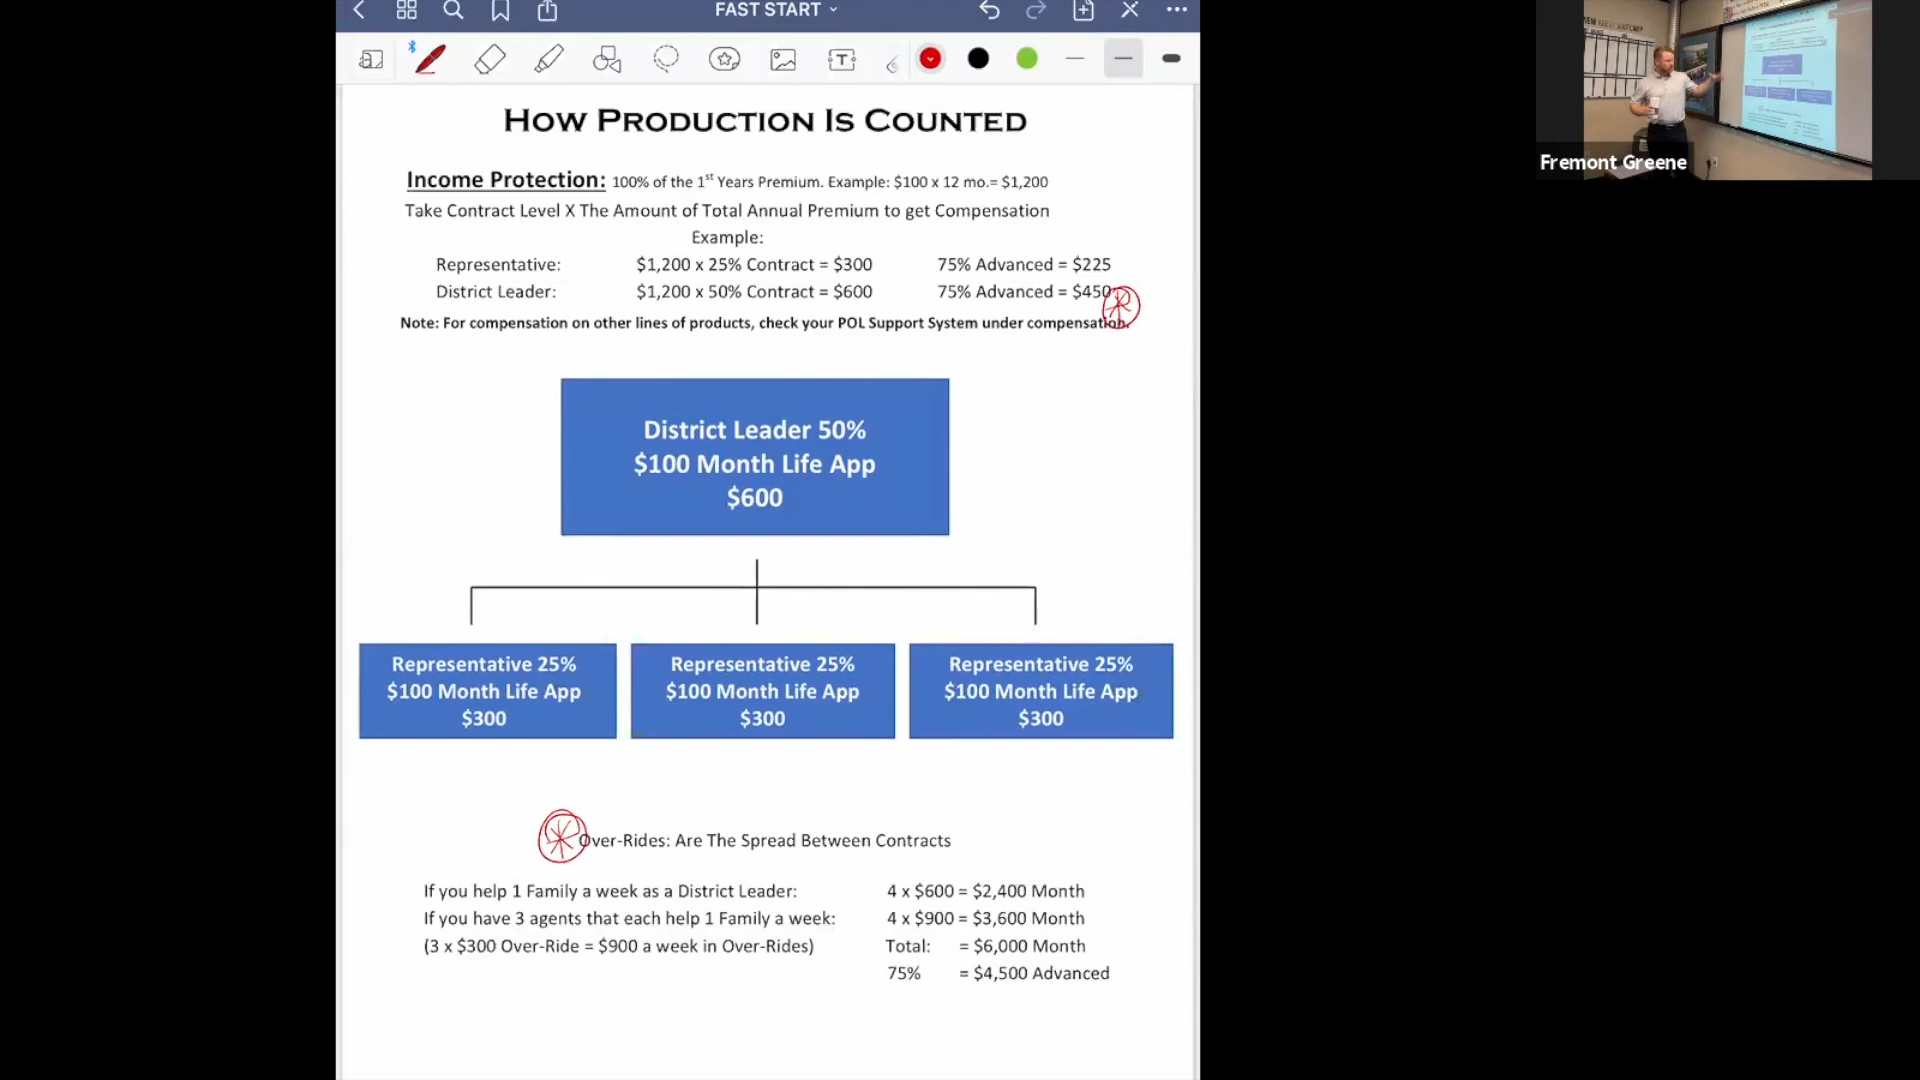 FAST START
HOW PRODUCTION IS COUNTED
Income Protection: 100% of the 1st Years Premium. Example: $100 x 12 mo.= $1,200
Take Contract Level X The Amount of Total Annual Premium to get Compensation
Example:
Representative: $1,200 x 25% Contract = $300 75% Advanced = $225
District Leader: $1,200 x 50% Contract = $600 75% Advanced = $450
Note: For compensation on other lines of products, check your POL Support System under compensation.
District Leader 50%
$100 Month Life App
$600
Representative 25%
$100 Month Life App
$300
Representative 25%
$100 Month Life App
$300
Representative 25%
$100 Month Life App
$300
Over-Rides: Are The Spread Between Contracts
If you help 1 Family a week as a District Leader: 4 x $600 = $2,400 Month
If you have 3 agents that each help 1 Family a week: 4 x $900 = $3,600 Month
(3 x $300 Over-Ride = $900 a week in Over-Rides) Total: = $6,000 Month
75% = $4,500 Advanced
Fremont Greene